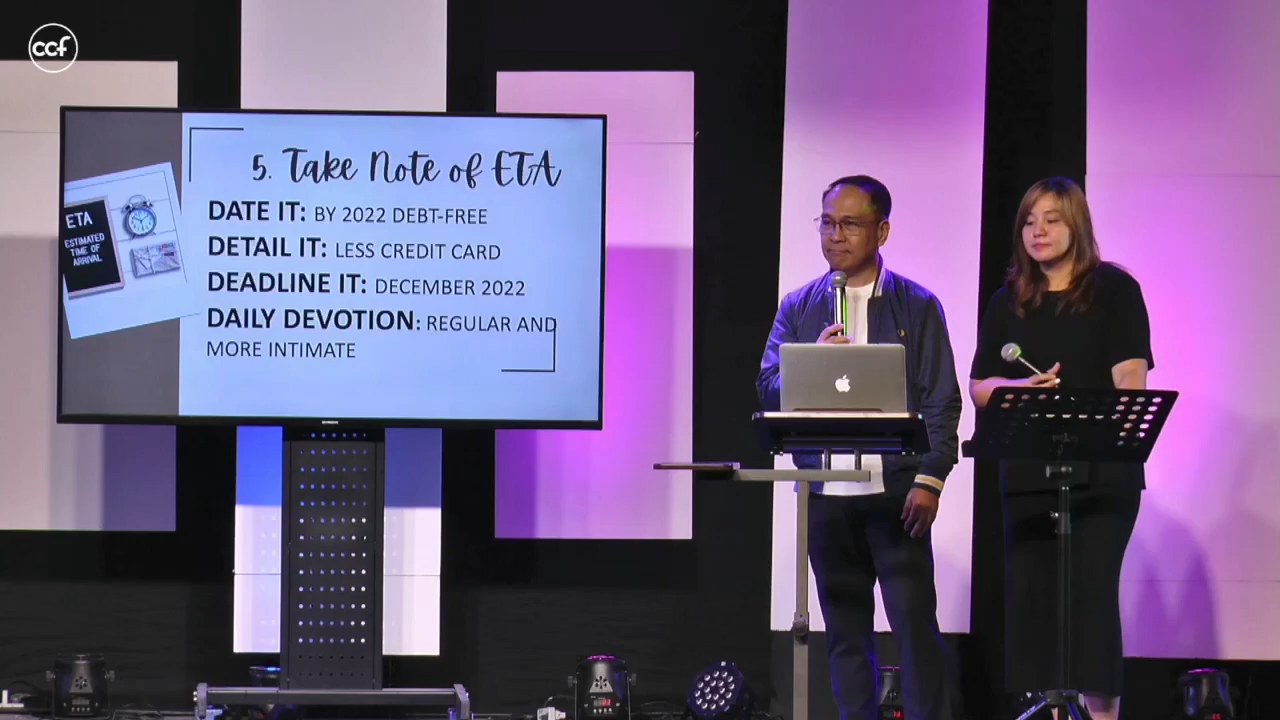 ccf
5. Take Note of ETA
DATE IT: BY 2022 DEBT-FREE
DETAIL IT: LESS CREDIT CARD
DEADLINE IT: DECEMBER 2022
DAILY DEVOTION: REGULAR AND
MORE INTIMATE
ETA
ESTIMATED
TIME OF
ARRIVAL